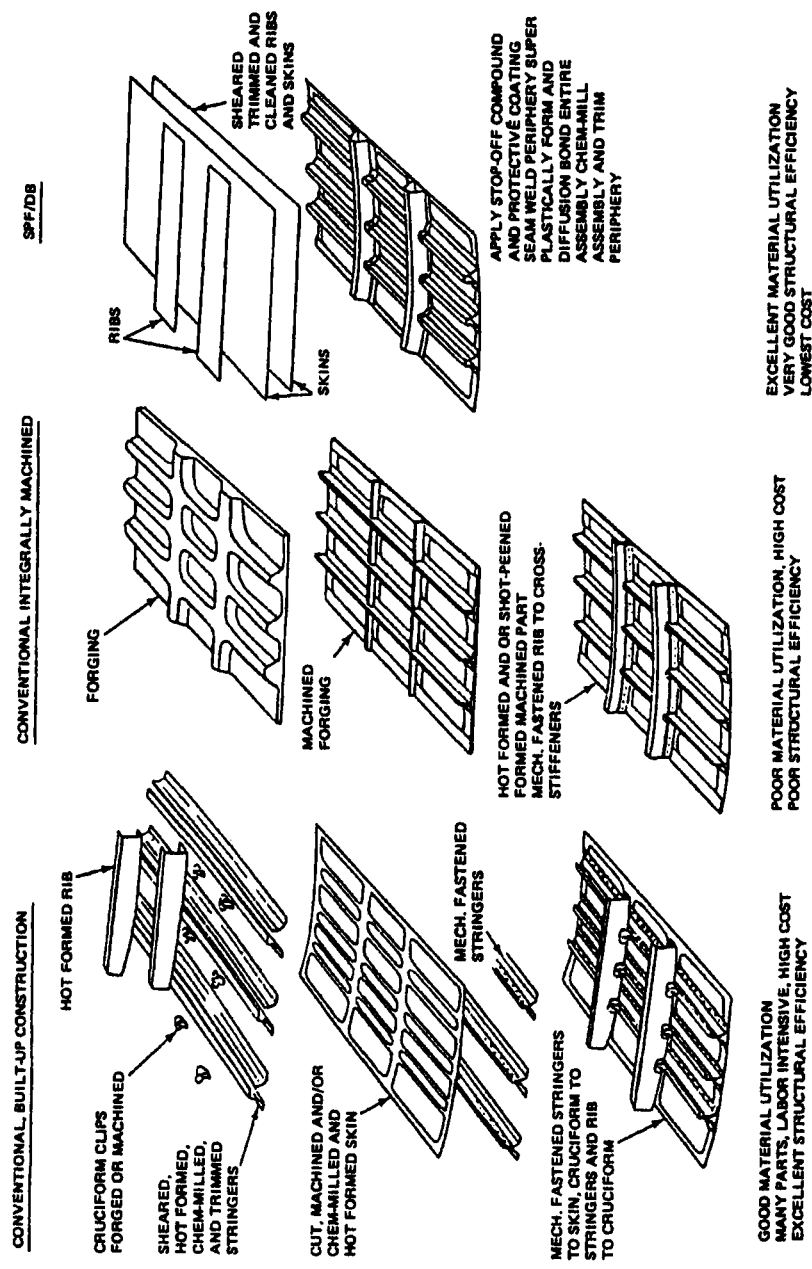 CONVENTIONAL, BUILT-UP CONSTRUCTION
HOT FORMED RIB
CRUCIFORM CLIPS
FORGED OR MACHINED
SHEARED,
HOT FORMED,
CHEM-MILLED,
AND TRIMMED
STRINGERS
CUT, MACHINED AND/OR
CHEM-MILLED AND
HOT FORMED SKIN
MECH. FASTENED
STRINGERS
MECH. FASTENED STRINGERS
TO SKIN, CRUCIFORM TO
STRINGERS AND RIB
TO CRUCIFORM
GOOD MATERIAL UTILIZATION
MANY PARTS, LABOR INTENSIVE, HIGH COST
EXCELLENT STRUCTURAL EFFICIENCY
CONVENTIONAL INTEGRALLY MACHINED
FORGING
MACHINED
FORGING
HOT FORMED AND OR SHOT-PEENED
FORMED MACHINED PART
MECH. FASTENED RIB TO CROSS-
STIFFENERS
POOR MATERIAL UTILIZATION, HIGH COST
POOR STRUCTURAL EFFICIENCY
SPF/DB
RIBS
SKINS
SHEARED
TRIMMED AND
CLEANED RIBS
AND SKINS
APPLY STOP-OFF COMPOUND
AND PROTECTIVE COATING
SEAM WELD PERIPHERY SUPER
PLASTICALLY FORM AND
DIFFUSION BOND ENTIRE
ASSEMBLY CHEM-MILL
ASSEMBLY AND TRIM
PERIPHERY
EXCELLENT MATERIAL UTILIZATION
VERY GOOD STRUCTURAL EFFICIENCY
LOWEST COST